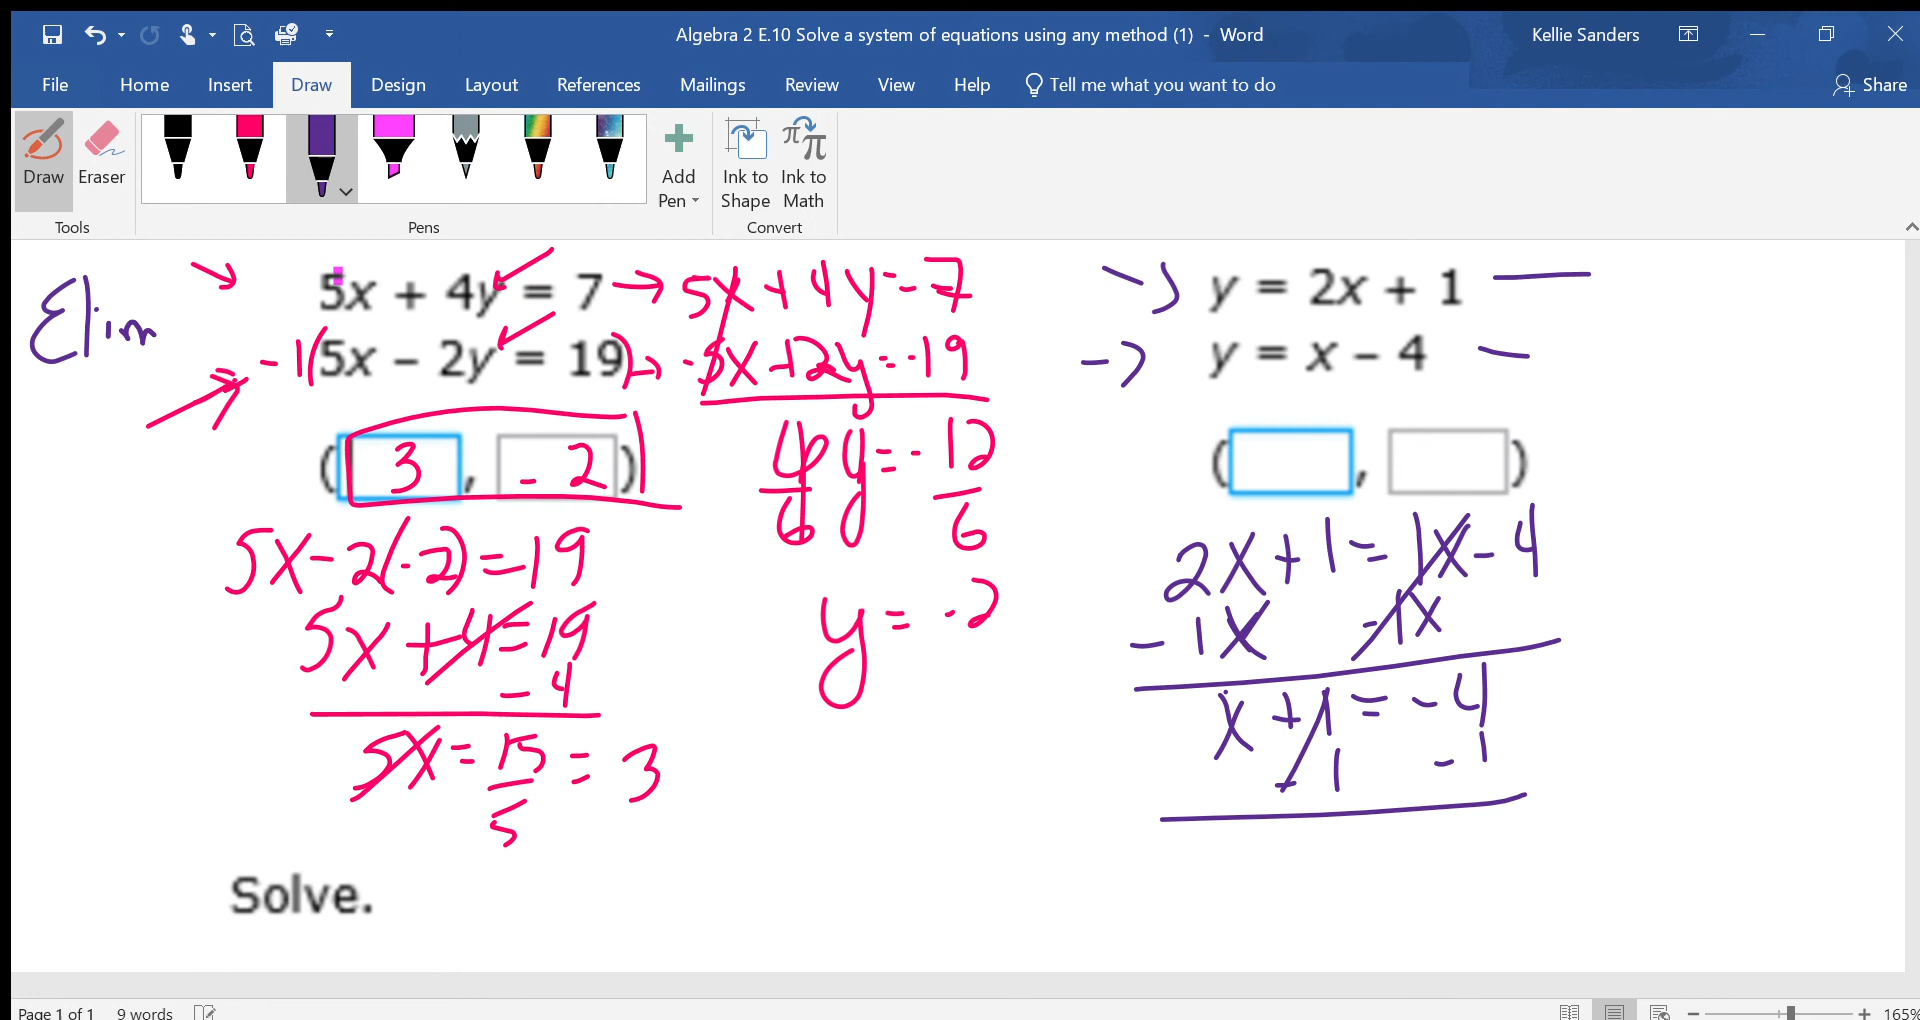 Algebra 2 E.10 Solve a system of equations using any method (1) - Word
Kellie Sanders
File Home Insert Draw Design Layout References Mailings Review View Help Tell me what you want to do Share
Draw Eraser Add Pen Ink to Shape Ink to Math
Tools Pens Convert
Elim
5x + 4y = 7 → 5x + 4y = 7
-1(5x − 2y = 19) → -5x + 2y = -19
(3, -2)
6y = -12
6 6
y = -2
5x - 2(-2) = 19
5x + 4 = 19
- 4
5x = 15 = 3
5
y = 2x + 1
y = x − 4
( , )
2x + 1 = 1x - 4
- 1x - 1x
x + 1 = -4
- 1 - 1
Solve.
Page 1 of 1 9 words 165%